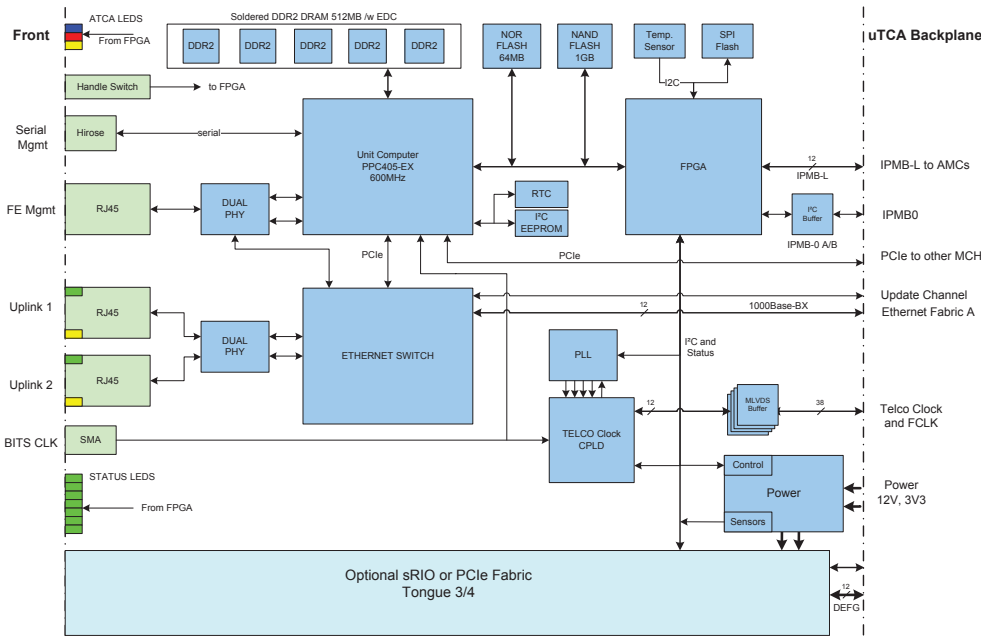 Soldered DDR2 DRAM 512MB /w EDC
ATCA LEDS
Front
From FPGA
DDR2
DDR2
DDR2
DDR2
DDR2
NOR
FLASH
64MB
NAND
FLASH
1GB
Temp.
Sensor
SPI
Flash
uTCA Backplane
I2C
Handle Switch
to FPGA
Serial
Mgmt
Hirose
serial
Unit Computer
PPC405-EX
600MHz
FPGA
12
IPMB-L
IPMB-L to AMCs
FE Mgmt
RJ45
DUAL
PHY
RTC
I²C
EEPROM
I²C
Buffer
IPMB0
IPMB-0 A/B
PCIe
PCIe
PCIe to other MCH
Update Channel
Uplink 1
RJ45
12
1000Base-BX
Ethernet Fabric A
DUAL
PHY
ETHERNET SWITCH
PLL
I²C and
Status
Uplink 2
RJ45
12
MLVDS
Buffer
38
Telco Clock
and FCLK
BITS CLK
SMA
TELCO Clock
CPLD
STATUS LEDS
From FPGA
Control
Power
Sensors
Power
12V, 3V3
Optional sRIO or PCIe Fabric
Tongue 3/4
12
DEFG